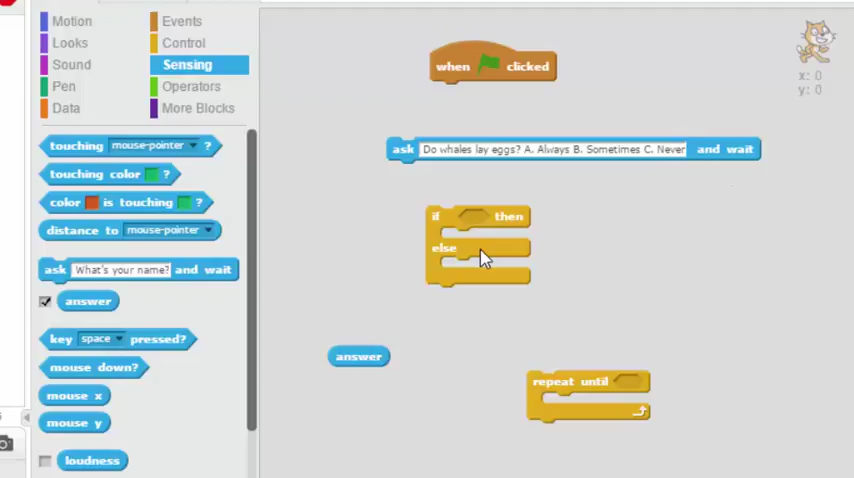 Motion
Events
Looks
Control
Sound
Sensing
Pen
Operators
Data
More Blocks
touching mouse-pointer ?
touching color ?
color is touching ?
distance to mouse-pointer
ask What's your name? and wait
answer
key space pressed?
mouse down?
mouse x
mouse y
loudness
when clicked
x: 0
y: 0
ask Do whales lay eggs? A. Always B. Sometimes C. Never and wait
if then
else
answer
repeat until